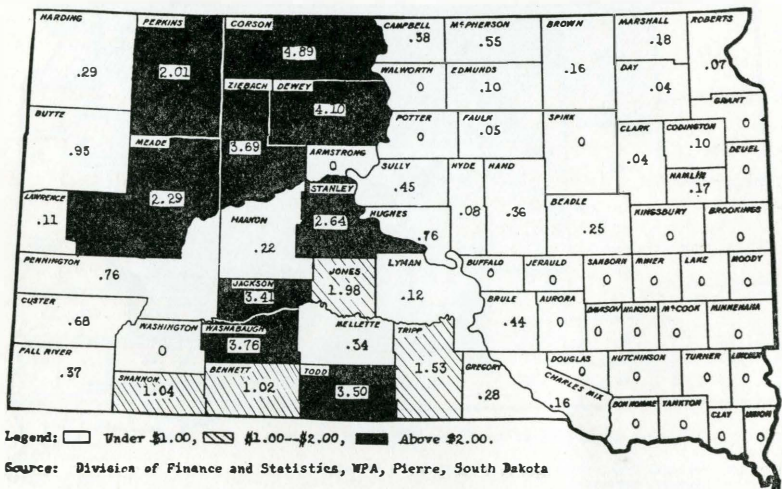 HARDING
.29
PERKINS
2.01
CORSON
4.89
CAMPBELL
.38
McPHERSON
.55
BROWN
.16
MARSHALL
.18
ROBERTS
.07
WALWORTH
0
EDMUNDS
.10
DAY
.04
GRANT
0
ZIEBACH
3.69
DEWEY
4.10
BUTTE
.95
MEADE
2.29
ARMSTRONG
0
POTTER
0
FAULK
.05
SPINK
0
CLARK
.04
CODINGTON
.10
DEUEL
0
HAMLIN
.17
LAWRENCE
.11
STANLEY
2.64
SULLY
.45
HYDE
.08
HAND
.36
BEADLE
.25
KINGSBURY
0
BROOKINGS
0
HAAKON
.22
HUGHES
.76
PENNINGTON
.76
JACKSON
3.41
JONES
1.98
LYMAN
.12
BUFFALO
0
JERAULD
0
SANBORN
0
MINER
0
LAKE
0
MOODY
0
CUSTER
.68
WASHINGTON
0
WASHABAUGH
3.76
MELLETTE
.34
TRIPP
1.53
BRULE
.44
AURORA
0
DAVISON
0
HANSON
0
McCOOK
0
MINNEHAHA
0
FALL RIVER
.37
SHANNON
1.04
BENNETT
1.02
TODD
3.50
GREGORY
.28
CHARLES MIX
.16
DOUGLAS
0
HUTCHINSON
0
TURNER
0
LINCOLN
0
BON HOMME
0
YANKTON
0
CLAY
0
UNION
0
Legend: Under $1.00, $1.00--$2.00, Above $2.00.
Source: Division of Finance and Statistics, WPA, Pierre, South Dakota